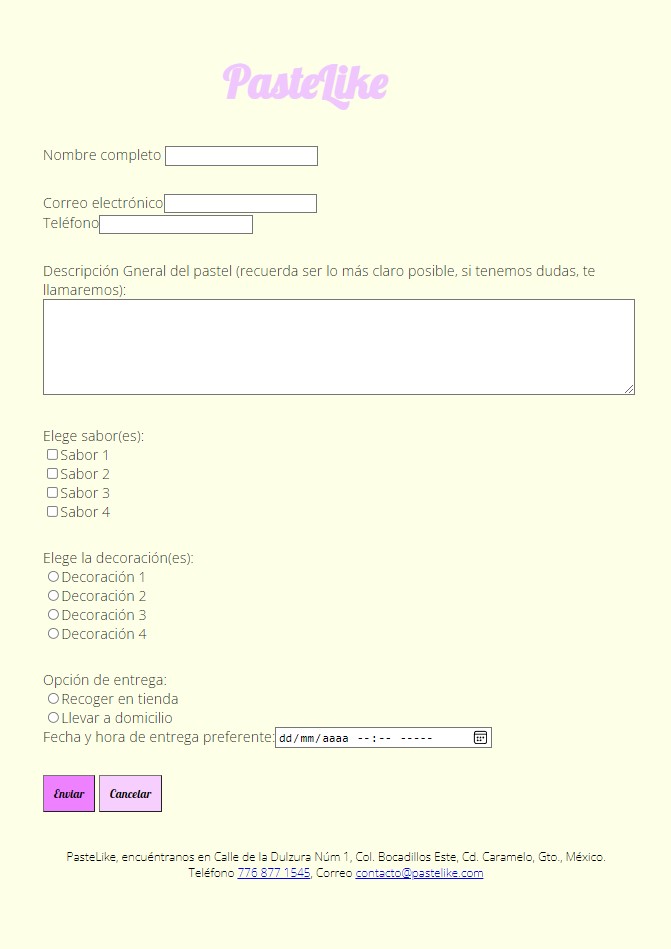 PasteLike
Nombre completo
Correo electrónico
Teléfono
Descripción Gneral del pastel (recuerda ser lo más claro posible, si tenemos dudas, te
llamaremos):
Elege sabor(es):
Sabor 1
Sabor 2
Sabor 3
Sabor 4
Elege la decoración(es):
Decoración 1
Decoración 2
Decoración 3
Decoración 4
Opción de entrega:
Recoger en tienda
Llevar a domicilio
Fecha y hora de entrega preferente: dd/mm/aaaa --:-- -----
Enviar Cancelar
PasteLike, encuéntranos en Calle de la Dulzura Núm 1, Col. Bocadillos Este, Cd. Caramelo, Gto., México.
Teléfono 776 877 1545, Correo contacto@pastelike.com